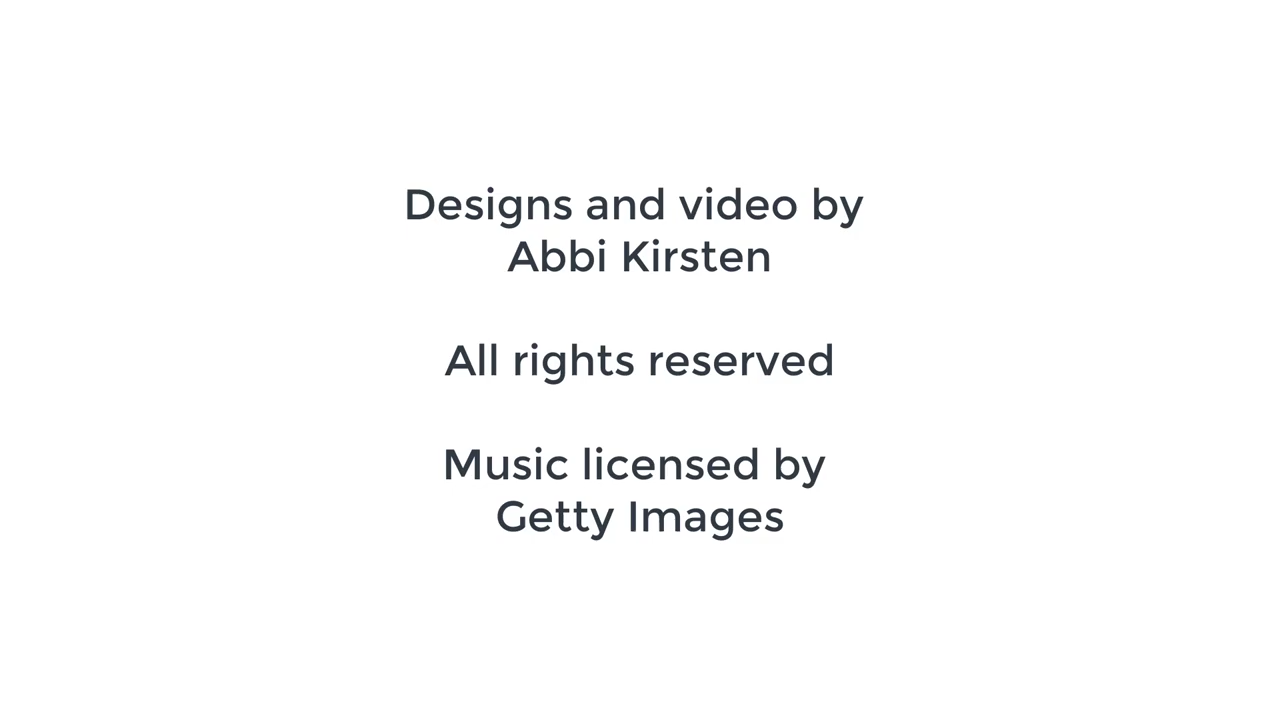 Designs and video by
Abbi Kirsten
All rights reserved
Music licensed by
Getty Images